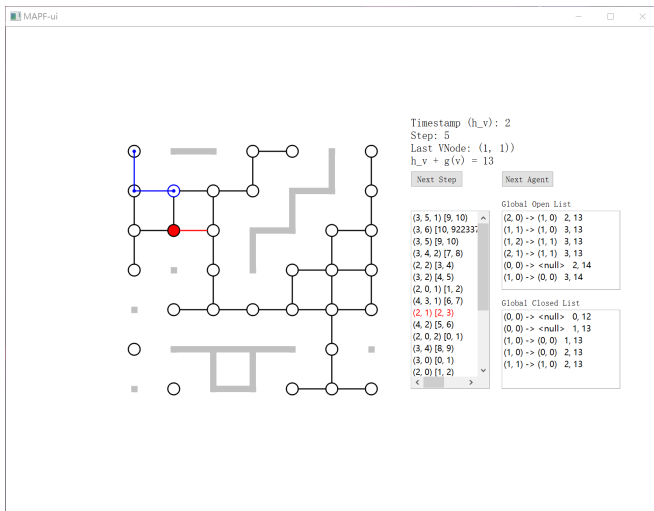 MAPF-ui
Timestamp (h_v): 2
Step: 5
Last VNode: (1, 1))
h_v + g(v) = 13
Next Step
Next Agent
Global Open List
(3, 5, 1) [9, 10)
(3, 6) [10, 922337
(3, 5) [9, 10)
(3, 4, 2) [7, 8)
(2, 2) [3, 4)
(3, 2) [4, 5)
(2, 0, 1) [1, 2)
(4, 3, 1) [6, 7)
(2, 1) [2, 3)
(4, 2) [5, 6)
(2, 0, 2) [0, 1)
(3, 4) [8, 9)
(3, 0) [0, 1)
(2, 0) [1, 2)
(2, 0) -> (1, 0) 2, 13
(1, 1) -> (1, 0) 3, 13
(1, 2) -> (1, 1) 3, 13
(2, 1) -> (1, 1) 3, 13
(0, 0) -> <null> 2, 14
(1, 0) -> (0, 0) 3, 14
Global Closed List
(0, 0) -> <null> 0, 12
(0, 0) -> <null> 1, 13
(1, 0) -> (0, 0) 1, 13
(1, 0) -> (0, 0) 2, 13
(1, 1) -> (1, 0) 2, 13